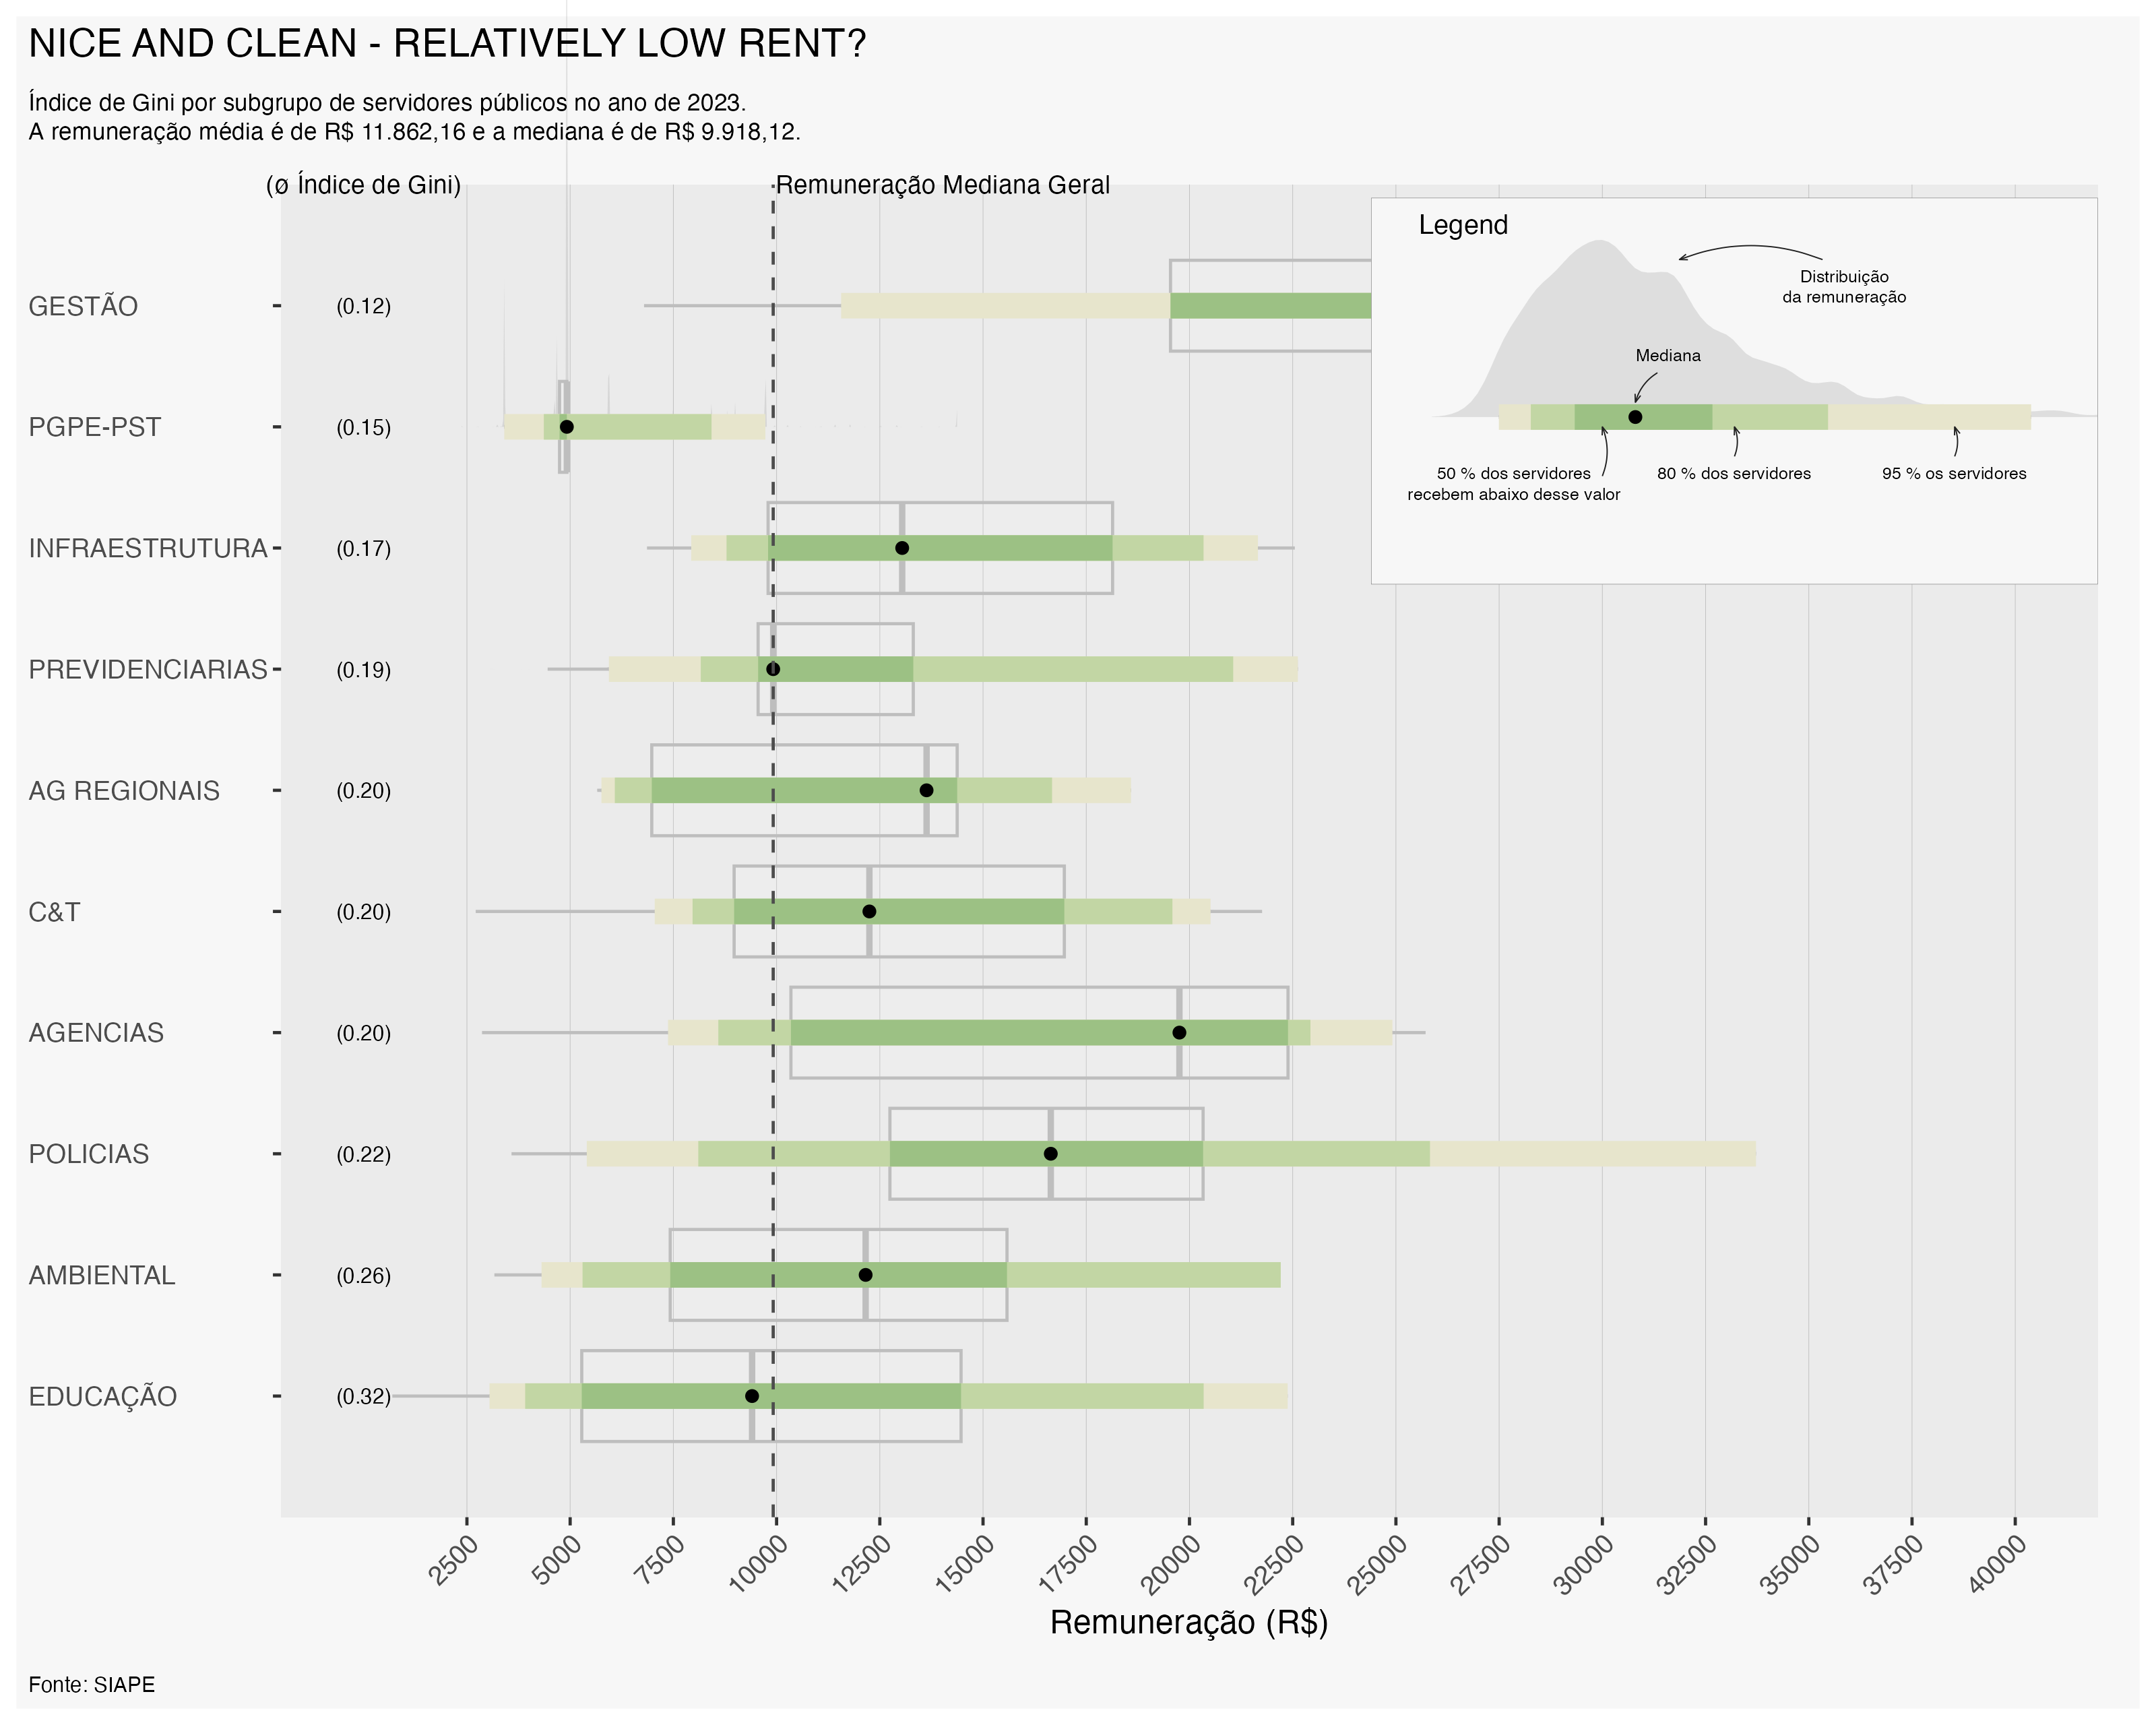 NICE AND CLEAN - RELATIVELY LOW RENT?
Índice de Gini por subgrupo de servidores públicos no ano de 2023.
A remuneração média é de R$ 11.862,16 e a mediana é de R$ 9.918,12.
(ø Índice de Gini)
Remuneração Mediana Geral
Legend
Distribuição
da remuneração
Mediana
50 % dos servidores
recebem abaixo desse valor
80 % dos servidores
95 % os servidores
GESTÃO (0.12)
PGPE-PST (0.15)
INFRAESTRUTURA (0.17)
PREVIDENCIARIAS (0.19)
AG REGIONAIS (0.20)
C&T (0.20)
AGENCIAS (0.20)
POLICIAS (0.22)
AMBIENTAL (0.26)
EDUCAÇÃO (0.32)
2500 5000 7500 10000 12500 15000 17500 20000 22500 25000 27500 30000 32500 35000 37500 40000
Remuneração (R$)
Fonte: SIAPE